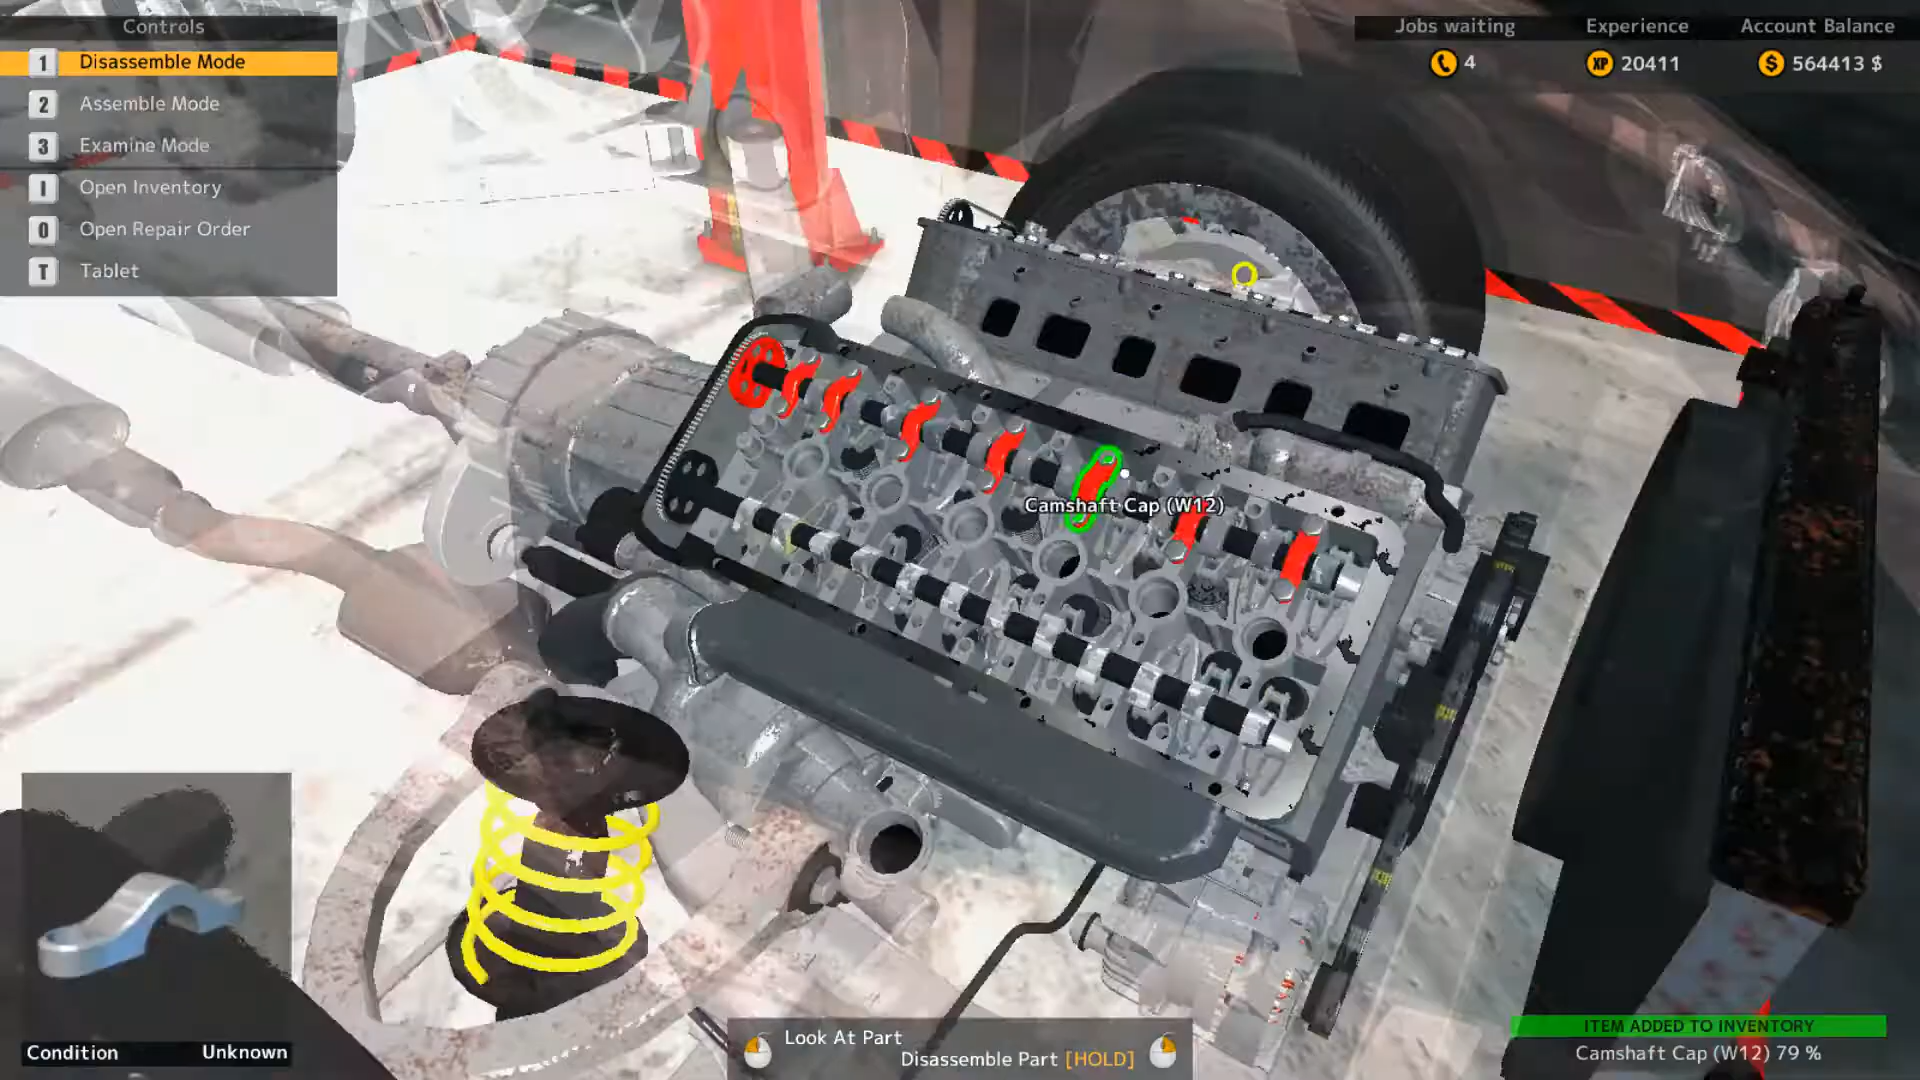 Controls
1 Disassemble Mode
2 Assemble Mode
3 Examine Mode
I Open Inventory
O Open Repair Order
T Tablet
Jobs waiting Experience Account Balance
4 XP 20411 $ 564413 $
Camshaft Cap (W12)
Condition Unknown
Look At Part
Disassemble Part [HOLD]
ITEM ADDED TO INVENTORY
Camshaft Cap (W12) 79 %